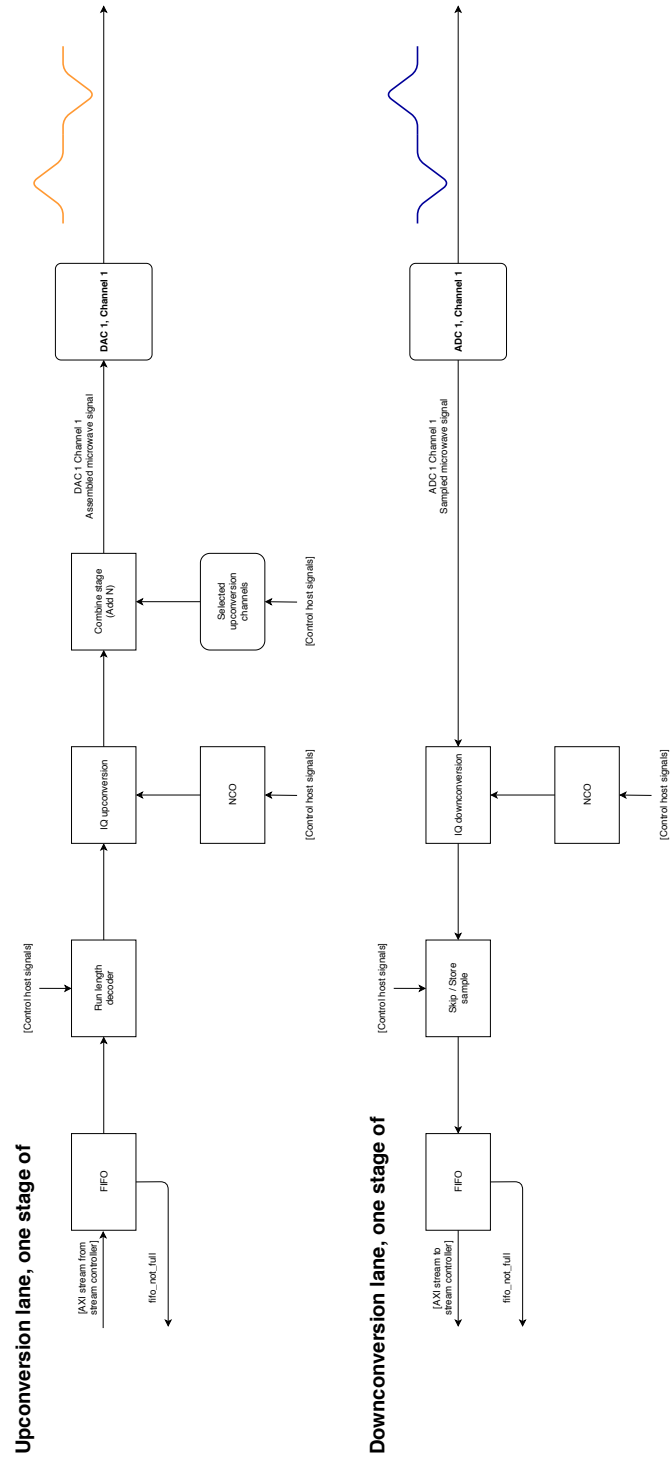 Upconversion lane, one stage of
[AXI stream from
stream controller]
fifo_not_full
FIFO
[Control host signals]
Run length
decoder
IQ upconversion
NCO
[Control host signals]
Combine stage
(Add N)
Selected
upconversion
channels
[Control host signals]
DAC 1 Channel 1
Assembled microwave signal
DAC 1, Channel 1
Downconversion lane, one stage of
[AXI stream to
stream controller]
fifo_not_full
FIFO
[Control host signals]
Skip / Store
sample
IQ downconversion
NCO
[Control host signals]
ADC 1 Channel 1
Sampled microwave signal
ADC 1, Channel 1